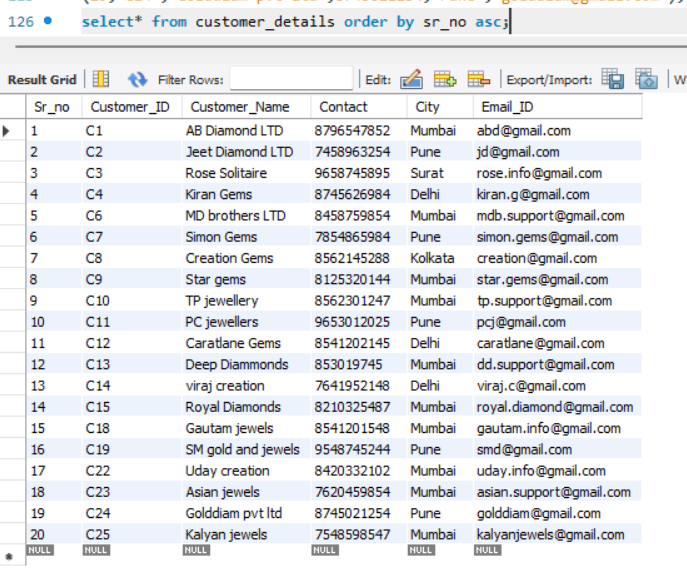 126 select* from customer_details order by sr_no asc;
Result Grid Filter Rows: Edit: Export/Import: W
Sr_no Customer_ID Customer_Name Contact City Email_ID
1 C1 AB Diamond LTD 8796547852 Mumbai abd@gmail.com
2 C2 Jeet Diamond LTD 7458963254 Pune jd@gmail.com
3 C3 Rose Solitaire 9658745895 Surat rose.info@gmail.com
4 C4 Kiran Gems 8745626984 Delhi kiran.g@gmail.com
5 C6 MD brothers LTD 8458759854 Mumbai mdb.support@gmail.com
6 C7 Simon Gems 7854865984 Pune simon.gems@gmail.com
7 C8 Creation Gems 8562145288 Kolkata creation@gmail.com
8 C9 Star gems 8125320144 Mumbai star.gems@gmail.com
9 C10 TP jewellery 8562301247 Mumbai tp.support@gmail.com
10 C11 PC jewellers 9653012025 Pune pcj@gmail.com
11 C12 Caratlane Gems 8541202145 Delhi caratlane@gmail.com
12 C13 Deep Diammonds 853019745 Mumbai dd.support@gmail.com
13 C14 viraj creation 7641952148 Delhi viraj.c@gmail.com
14 C15 Royal Diamonds 8210325487 Mumbai royal.diamond@gmail.com
15 C18 Gautam jewels 8541201548 Mumbai gautam.info@gmail.com
16 C19 SM gold and jewels 9548745244 Pune smd@gmail.com
17 C22 Uday creation 8420332102 Mumbai uday.info@gmail.com
18 C23 Asian jewels 7620459854 Mumbai asian.support@gmail.com
19 C24 Golddiam pvt ltd 8745021254 Pune golddiam@gmail.com
20 C25 Kalyan jewels 7548598547 Mumbai kalyanjewels@gmail.com
NULL NULL NULL NULL NULL NULL